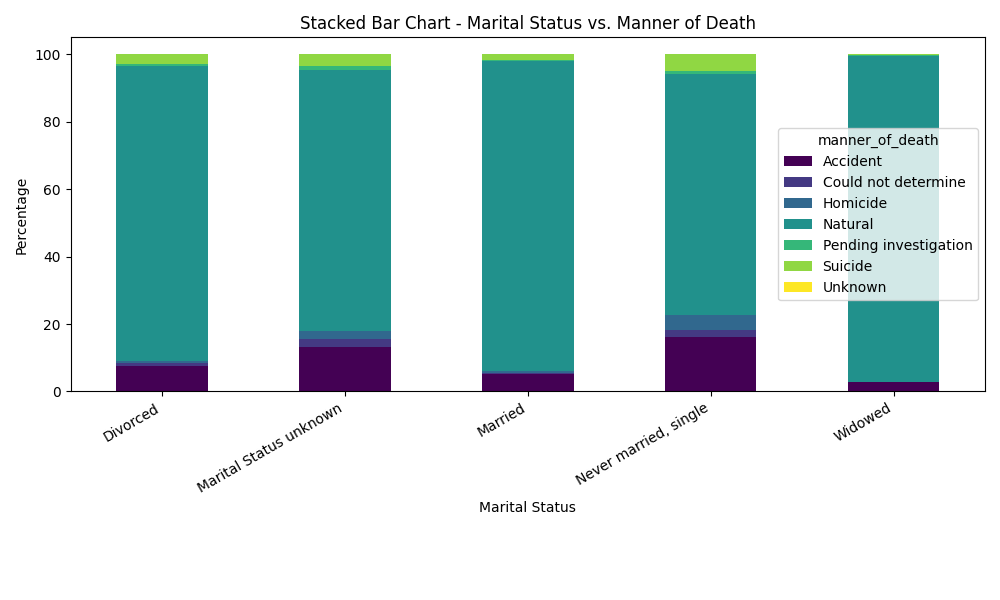 Stacked Bar Chart - Marital Status vs. Manner of Death
Percentage
100
80
60
40
20
0
manner_of_death
Accident
Could not determine
Homicide
Natural
Pending investigation
Suicide
Unknown
Divorced
Marital Status unknown
Married
Never married, single
Widowed
Marital Status